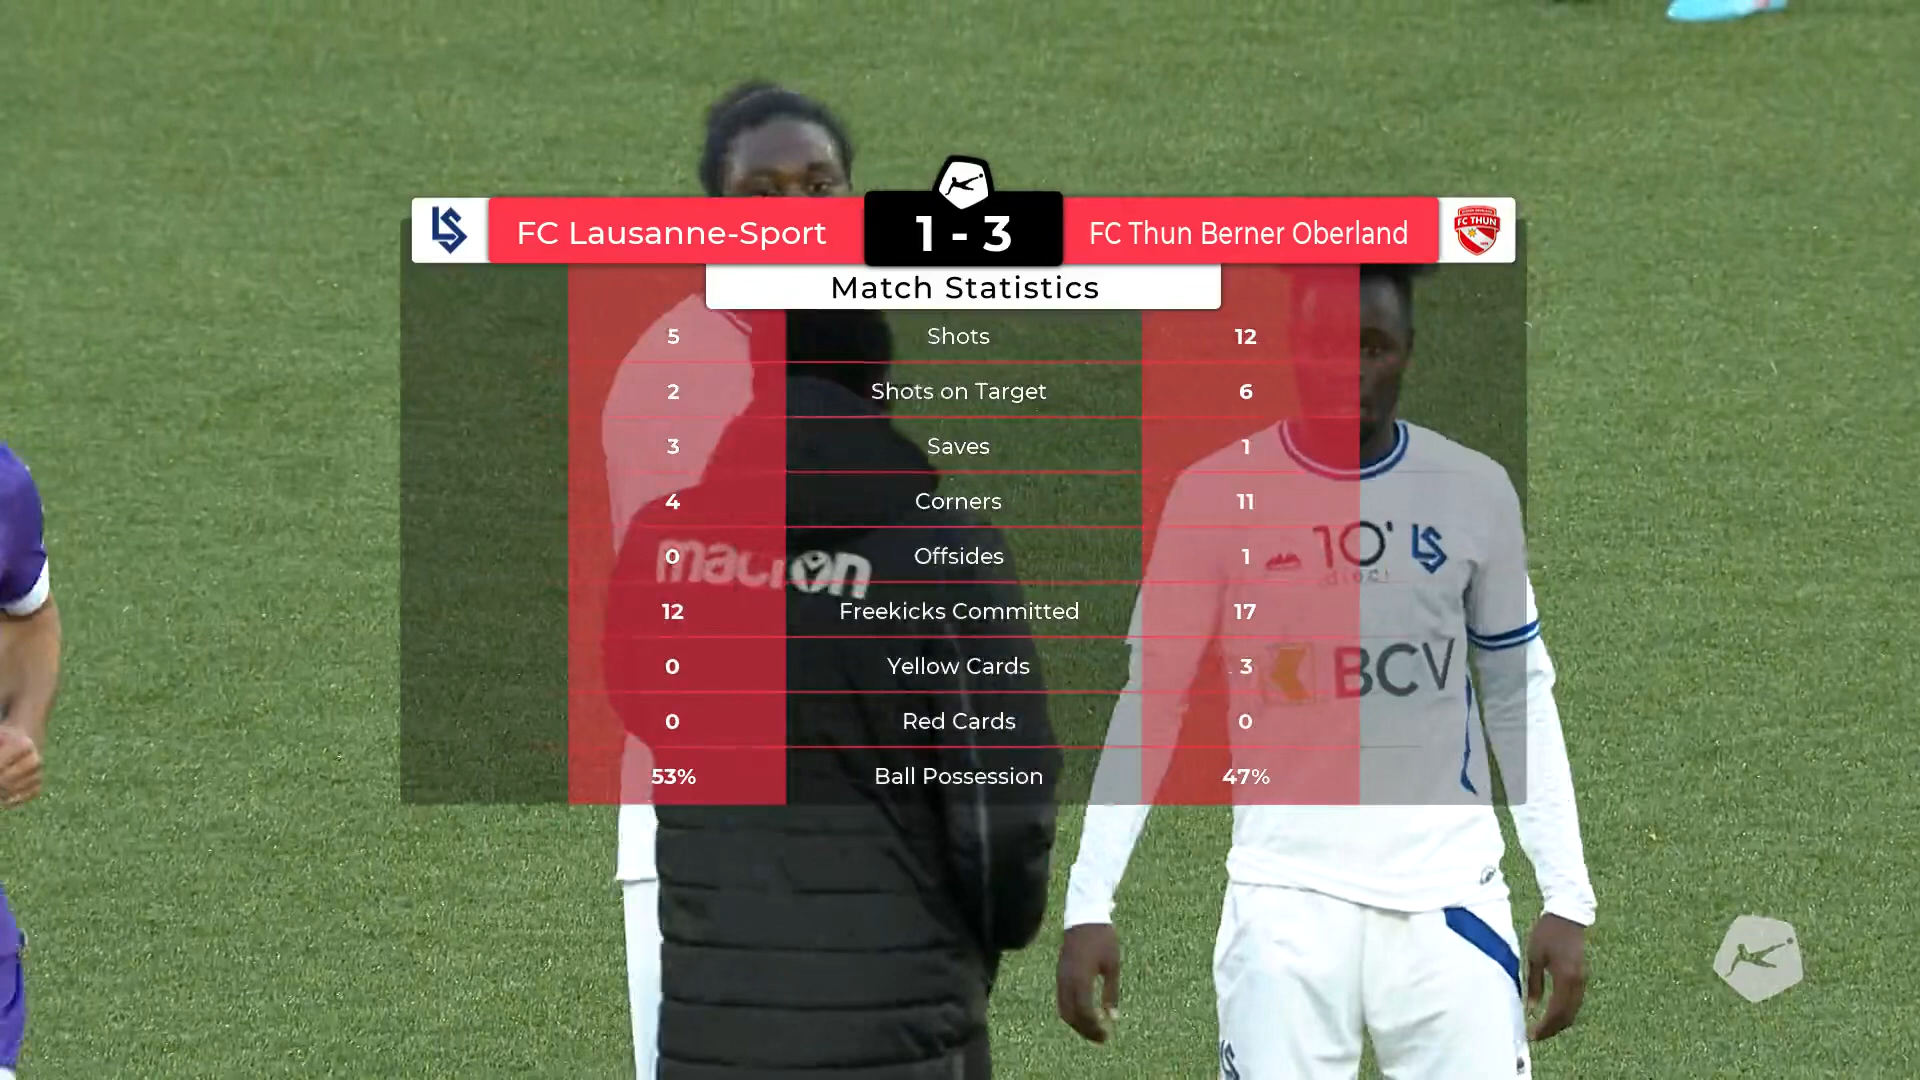 LS
FC Lausanne-Sport
1 - 3
FC Thun Berner Oberland
FC THUN
Match Statistics
5 Shots 12
2 Shots on Target 6
3 Saves 1
4 Corners 11
0 Offsides 1
12 Freekicks Committed 17
0 Yellow Cards 3
0 Red Cards 0
53% Ball Possession 47%
macron
10' LS
BCV